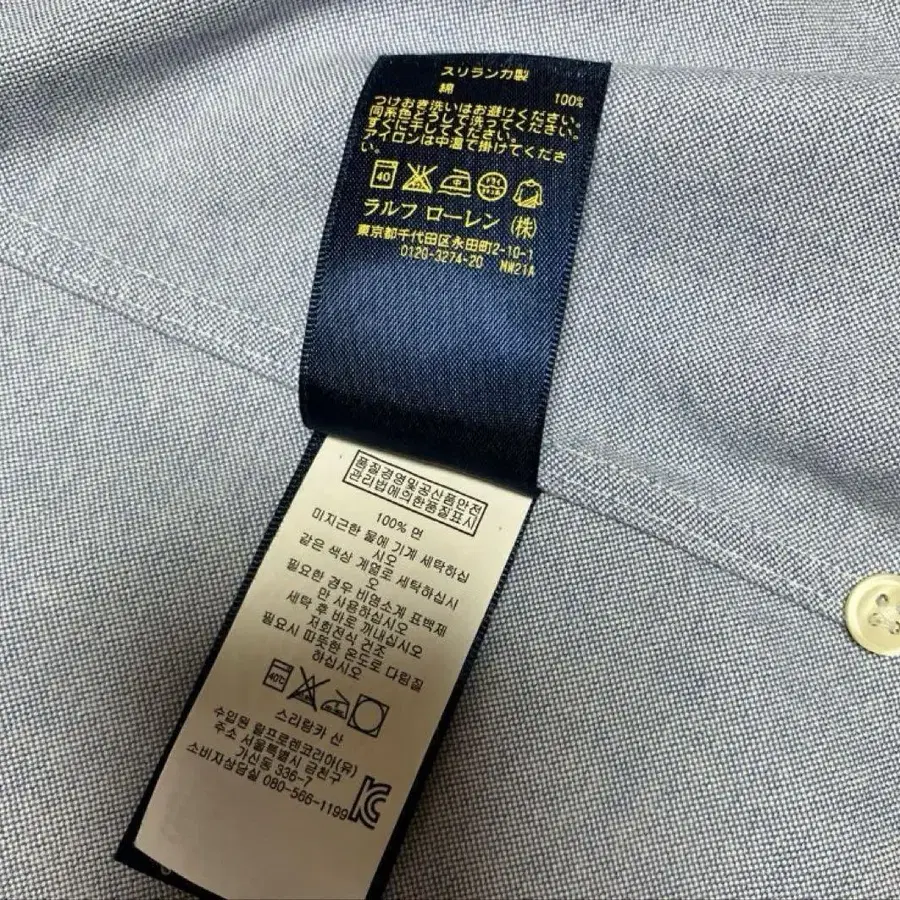 スリランカ製
綿 100%
つけおき洗いはお避けください。
同系色どうしで洗ってください。
すぐに干してください。
アイロンは中温で掛けてくださ
い。
40 中
ラルフ ローレン (株)
東京都千代田区永田町2-10-1
0120-3274-20 MW21A
품질경영및공산품안전
관리법에의한품질표시
100% 면
미지근한 물에 기계 세탁하십
시오
같은 색상 계열로 세탁하십시
오
필요한 경우 비염소계 표백제
만 사용하십시오
세탁 후 바로 꺼내십시오
저회전식 건조
필요시 따뜻한 온도로 다림질
하십시오
40℃
스리랑카 산
수입원 랄프로렌코리아(유)
주소 서울특별시 금천구
가산동 336-7
소비자상담실 080-566-1199
KC